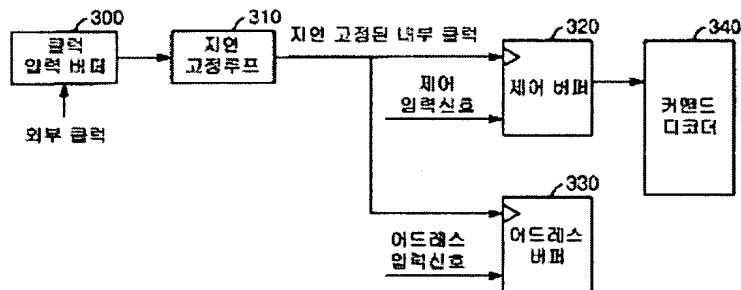 300
클럭
입력 버퍼
외부 클럭
310
지연
고정루프
지연 고정된 내부 클럭
제어
입력신호
320
제어 버퍼
340
커맨드
디코더
330
어드레스
버퍼
어드레스
입력신호